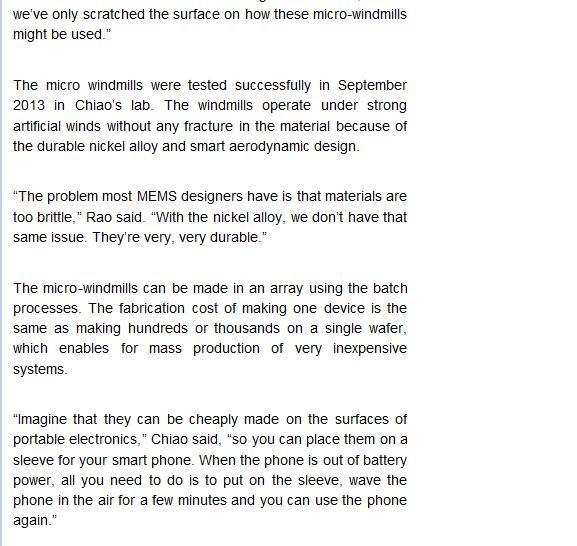 we’ve only scratched the surface on how these micro-windmills
might be used.”
The micro windmills were tested successfully in September
2013 in Chiao’s lab. The windmills operate under strong
artificial winds without any fracture in the material because of
the durable nickel alloy and smart aerodynamic design.
“The problem most MEMS designers have is that materials are
too brittle,” Rao said. “With the nickel alloy, we don’t have that
same issue. They’re very, very durable.”
The micro-windmills can be made in an array using the batch
processes. The fabrication cost of making one device is the
same as making hundreds or thousands on a single wafer,
which enables for mass production of very inexpensive
systems.
“Imagine that they can be cheaply made on the surfaces of
portable electronics,” Chiao said, “so you can place them on a
sleeve for your smart phone. When the phone is out of battery
power, all you need to do is to put on the sleeve, wave the
phone in the air for a few minutes and you can use the phone
again.”